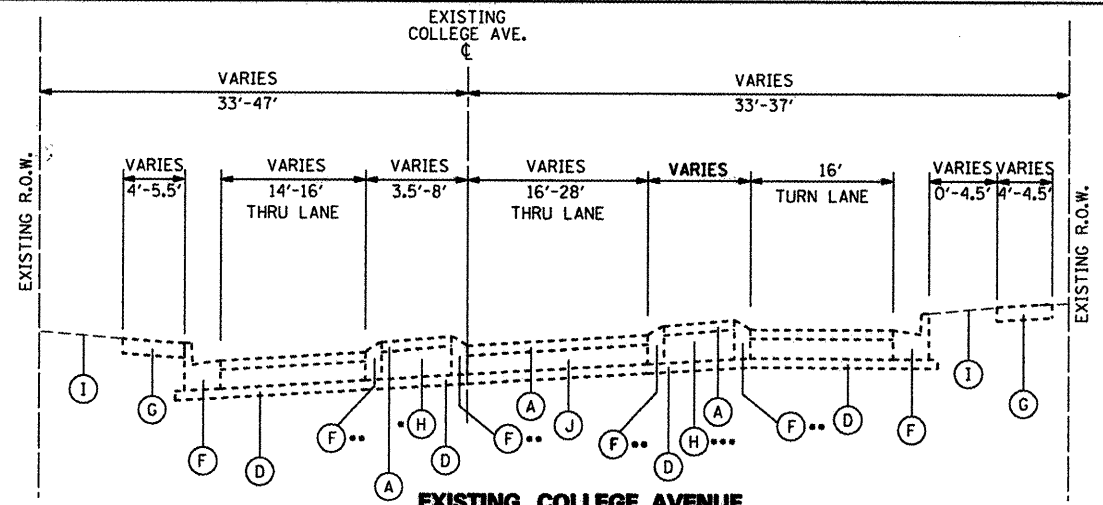 EXISTING
COLLEGE AVE.
℄
VARIES
33'-47'
VARIES
33'-37'
EXISTING R.O.W.
VARIES
4'-5.5'
VARIES
14'-16'
THRU LANE
VARIES
3.5'-8'
VARIES
16'-28'
THRU LANE
VARIES
16'
TURN LANE
VARIES
0'-4.5'
VARIES
4'-4.5'
EXISTING R.O.W.
I
G
F
D
F ••
A
• H
D
F ••
A
J
F ••
D
H •••
A
F ••
D
F
I
G
EXISTING COLLEGE AVENUE